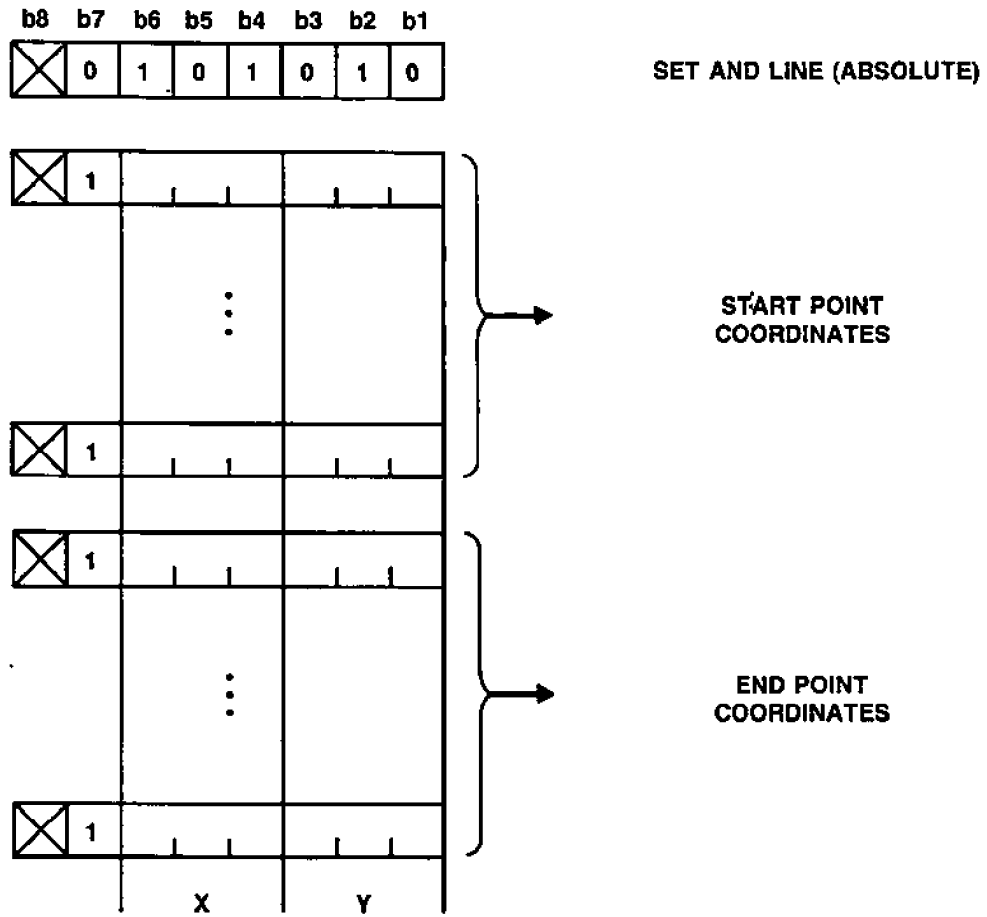 b8 b7 b6 b5 b4 b3 b2 b1
0 1 0 1 0 1 0
SET AND LINE (ABSOLUTE)
1
START POINT
COORDINATES
1
1
END POINT
COORDINATES
1
X Y